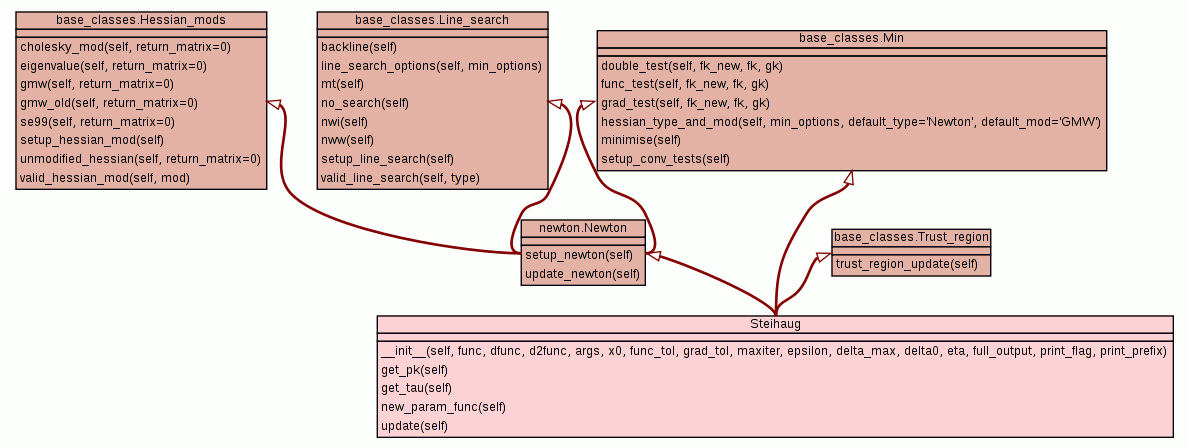 base_classes.Hessian_mods
cholesky_mod(self, return_matrix=0)
eigenvalue(self, return_matrix=0)
gmw(self, return_matrix=0)
gmw_old(self, return_matrix=0)
se99(self, return_matrix=0)
setup_hessian_mod(self)
unmodified_hessian(self, return_matrix=0)
valid_hessian_mod(self, mod)
base_classes.Line_search
backline(self)
line_search_options(self, min_options)
mt(self)
no_search(self)
nwi(self)
nww(self)
setup_line_search(self)
valid_line_search(self, type)
base_classes.Min
double_test(self, fk_new, fk, gk)
func_test(self, fk_new, fk, gk)
grad_test(self, fk_new, fk, gk)
hessian_type_and_mod(self, min_options, default_type='Newton', default_mod='GMW')
minimise(self)
setup_conv_tests(self)
newton.Newton
setup_newton(self)
update_newton(self)
base_classes.Trust_region
trust_region_update(self)
Steihaug
__init__(self, func, dfunc, d2func, args, x0, func_tol, grad_tol, maxiter, epsilon, delta_max, delta0, eta, full_output, print_flag, print_prefix)
get_pk(self)
get_tau(self)
new_param_func(self)
update(self)